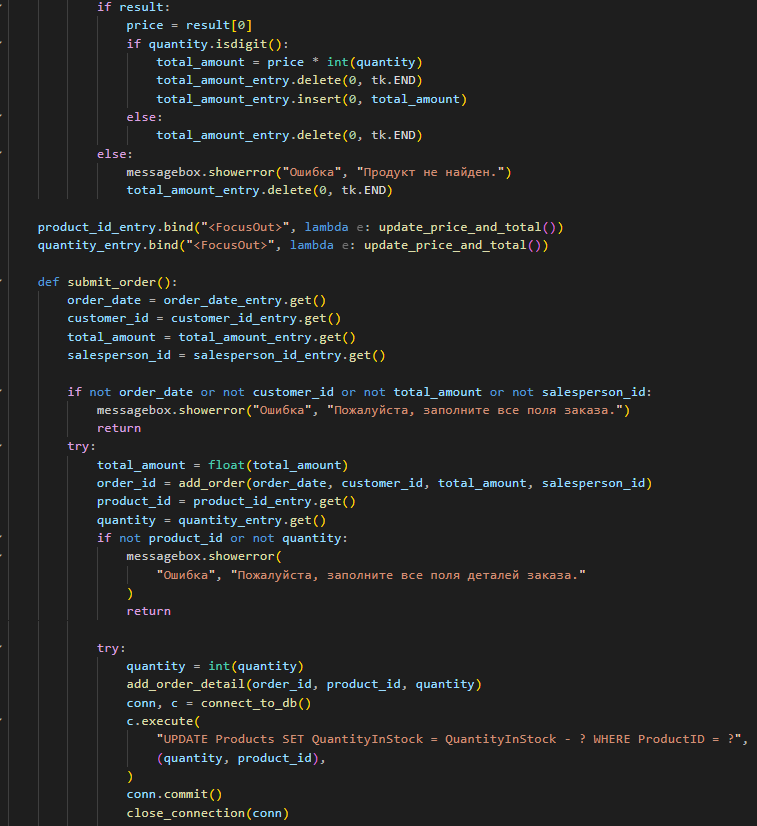 if result:
price = result[0]
if quantity.isdigit():
total_amount = price * int(quantity)
total_amount_entry.delete(0, tk.END)
total_amount_entry.insert(0, total_amount)
else:
total_amount_entry.delete(0, tk.END)
else:
messagebox.showerror("Ошибка", "Продукт не найден.")
total_amount_entry.delete(0, tk.END)
product_id_entry.bind("<FocusOut>", lambda e: update_price_and_total())
quantity_entry.bind("<FocusOut>", lambda e: update_price_and_total())
def submit_order():
order_date = order_date_entry.get()
customer_id = customer_id_entry.get()
total_amount = total_amount_entry.get()
salesperson_id = salesperson_id_entry.get()
if not order_date or not customer_id or not total_amount or not salesperson_id:
messagebox.showerror("Ошибка", "Пожалуйста, заполните все поля заказа.")
return
try:
total_amount = float(total_amount)
order_id = add_order(order_date, customer_id, total_amount, salesperson_id)
product_id = product_id_entry.get()
quantity = quantity_entry.get()
if not product_id or not quantity:
messagebox.showerror(
"Ошибка", "Пожалуйста, заполните все поля деталей заказа."
)
return
try:
quantity = int(quantity)
add_order_detail(order_id, product_id, quantity)
conn, c = connect_to_db()
c.execute(
"UPDATE Products SET QuantityInStock = QuantityInStock - ? WHERE ProductID = ?",
(quantity, product_id),
)
conn.commit()
close_connection(conn)